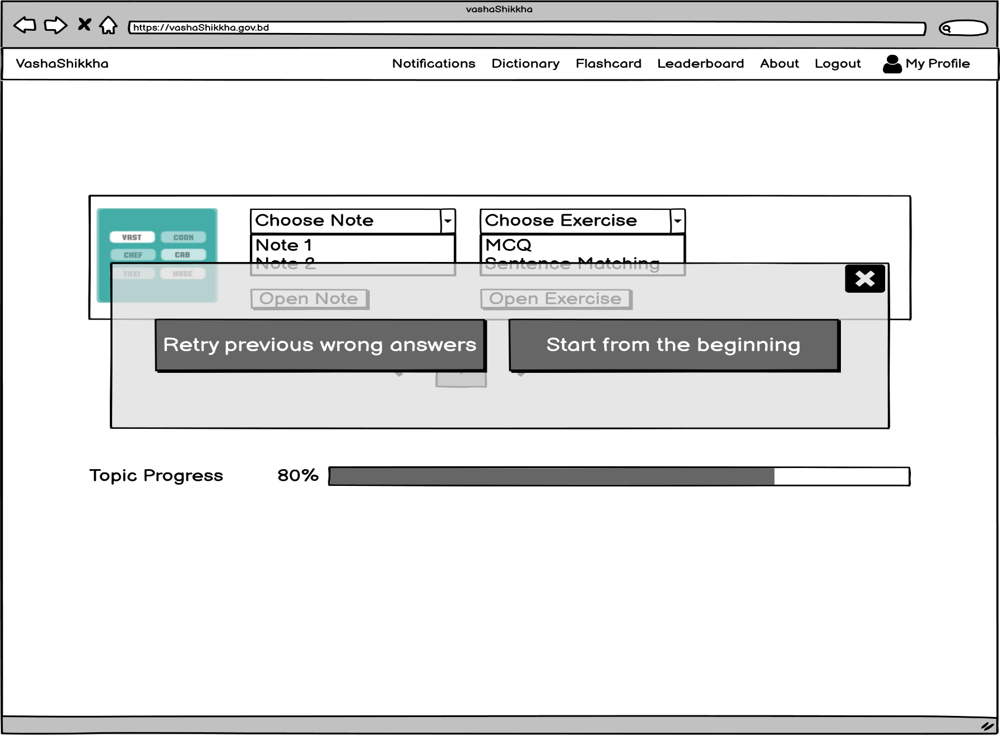 vashaShikkha
https://vashaShikkha.gov.bd
VashaShikkha Notifications Dictionary Flashcard Leaderboard About Logout My Profile
Choose Note Choose Exercise
VAST COOK
Note 1 MCQ
CHEF CAB
Note 2 Sentence Matching
TAXI HUGE
Open Note Open Exercise
Retry previous wrong answers Start from the beginning
Topic Progress 80%